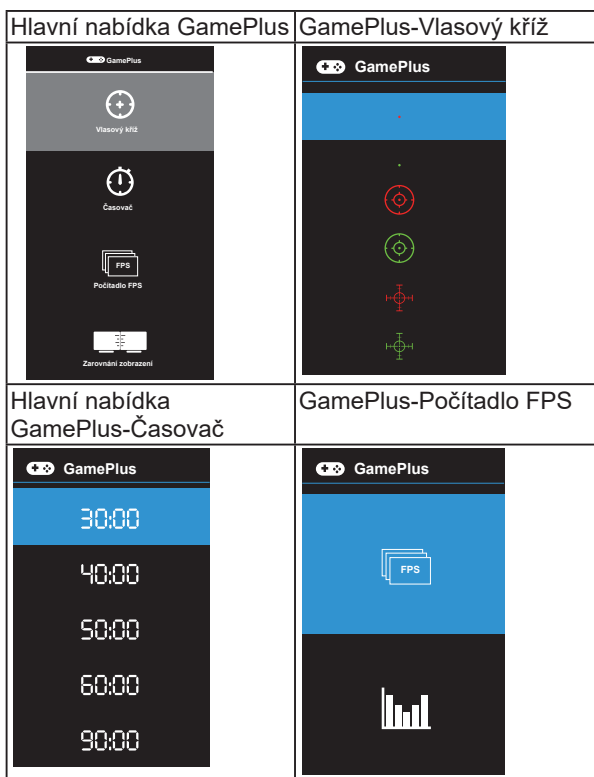 Hlavní nabídka GamePlus
GamePlus-Vlasový kříž
GamePlus
Vlasový kříž
Časovač
FPS
Počítadlo FPS
Zarovnání zobrazení
GamePlus
Hlavní nabídka
GamePlus-Časovač
GamePlus-Počítadlo FPS
GamePlus
30:00
40:00
50:00
60:00
90:00
GamePlus
FPS